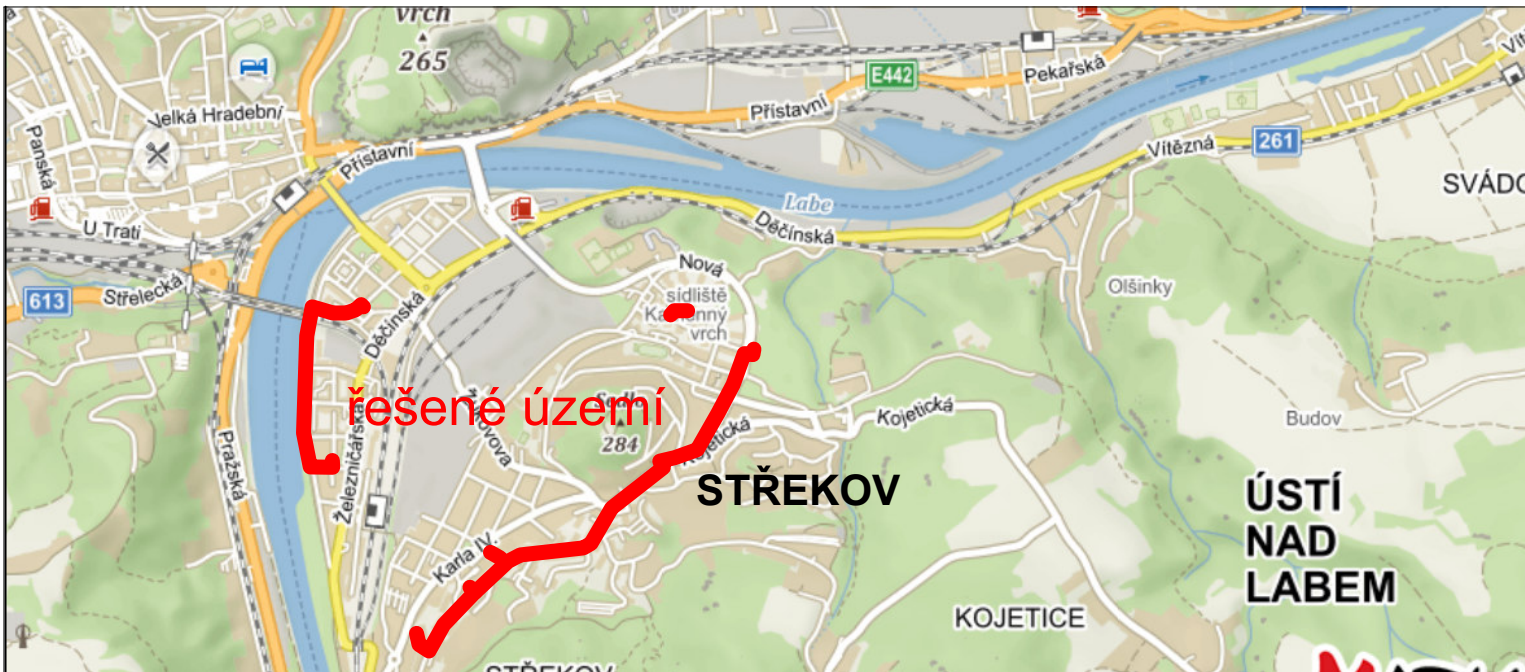 vrch
265
E442
Pekařská
Velká Hradební
Přístavní
Přístavní
Panská
Vítězná
261
SVÁDO
Labe
U Trati
Děčínská
Nová
Střelecká
613
sídliště
Kamenný
vrch
Olšinky
Děčínská
řešené území
Sedlo
284
Kojetická
Budov
Kojetická
Pražská
Železničářská
STŘEKOV
ÚSTÍ
NAD
LABEM
Karla IV.
KOJETICE
STŘEKOV